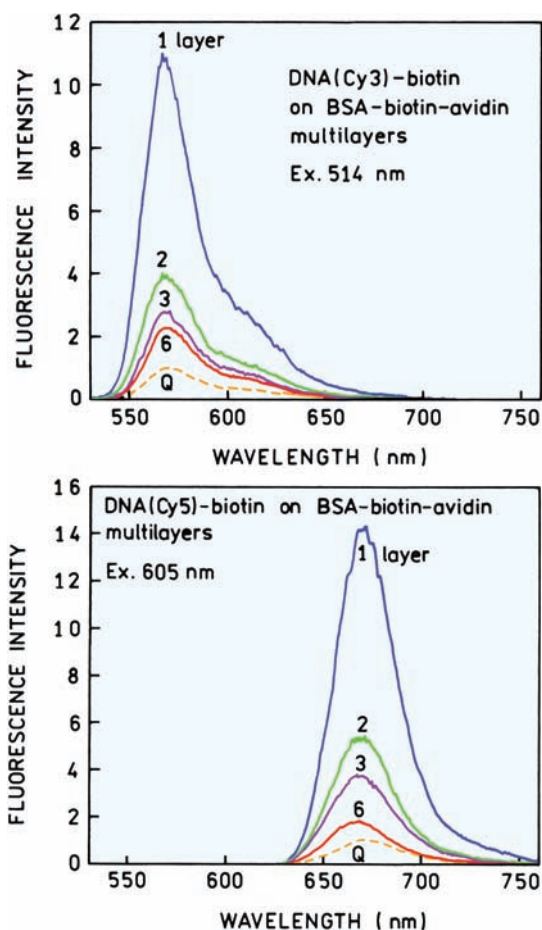 12
10
8
6
4
2
0
FLUORESCENCE INTENSITY
1 layer
DNA(Cy3)-biotin
on BSA-biotin-avidin
multilayers
Ex. 514 nm
2
3
6
Q
550
600
650
700
750
WAVELENGTH ( nm)
16
14
12
10
8
6
4
2
0
FLUORESCENCE INTENSITY
DNA(Cy5)-biotin on BSA-biotin-avidin
multilayers
Ex. 605 nm
1 layer
2
3
6
Q
550
600
650
700
750
WAVELENGTH ( nm)